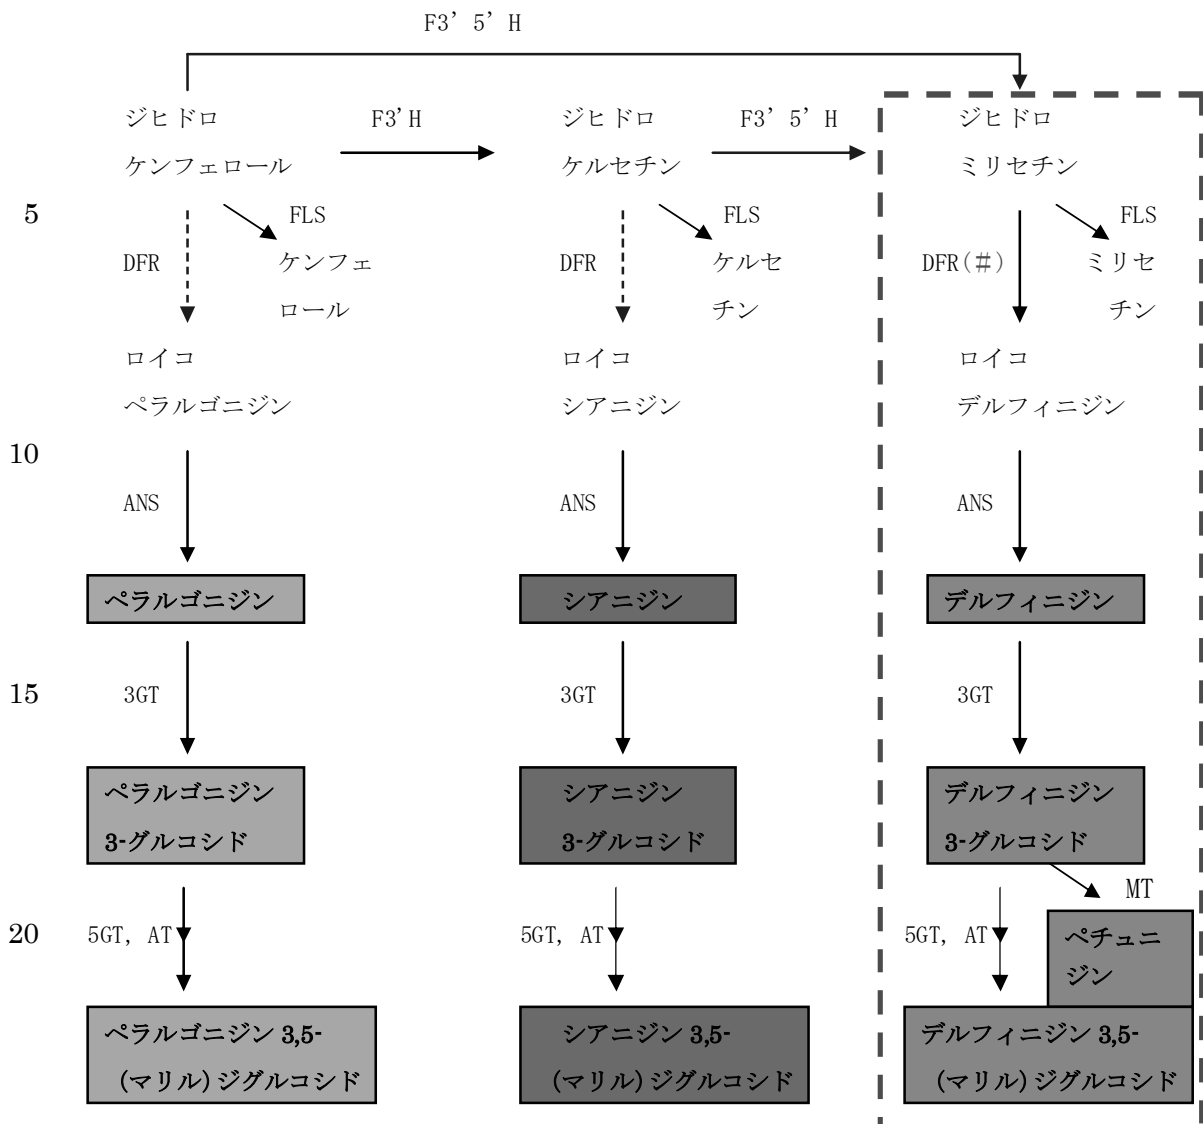 F3’5’H
ジヒドロ F3’H ジヒドロ F3’5’H ジヒドロ
ケンフェロール ケルセチン ミリセチン
5 FLS FLS FLS
DFR ケンフェ DFR ケルセ DFR(#) ミリセ
ロール チン チン
ロイコ ロイコ ロイコ
ペラルゴニジン シアニジン デルフィニジン
10
ANS ANS ANS
ペラルゴニジン シアニジン デルフィニジン
15 3GT 3GT 3GT
ペラルゴニジン シアニジン デルフィニジン
3-グルコシド 3-グルコシド 3-グルコシド
MT
20 5GT, AT 5GT, AT 5GT, AT ペチュニ
ジン
ペラルゴニジン 3,5- シアニジン 3,5- デルフィニジン 3,5-
(マリル)ジグルコシド (マリル)ジグルコシド (マリル)ジグルコシド